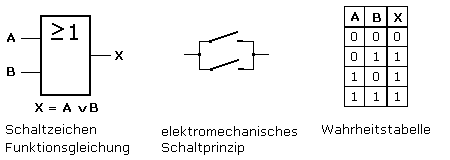 ≥1
A
X
B
X = A ∨ B
Schaltzeichen
Funktionsgleichung
elektromechanisches
Schaltprinzip
A B X
0 0 0
0 1 1
1 0 1
1 1 1
Wahrheitstabelle